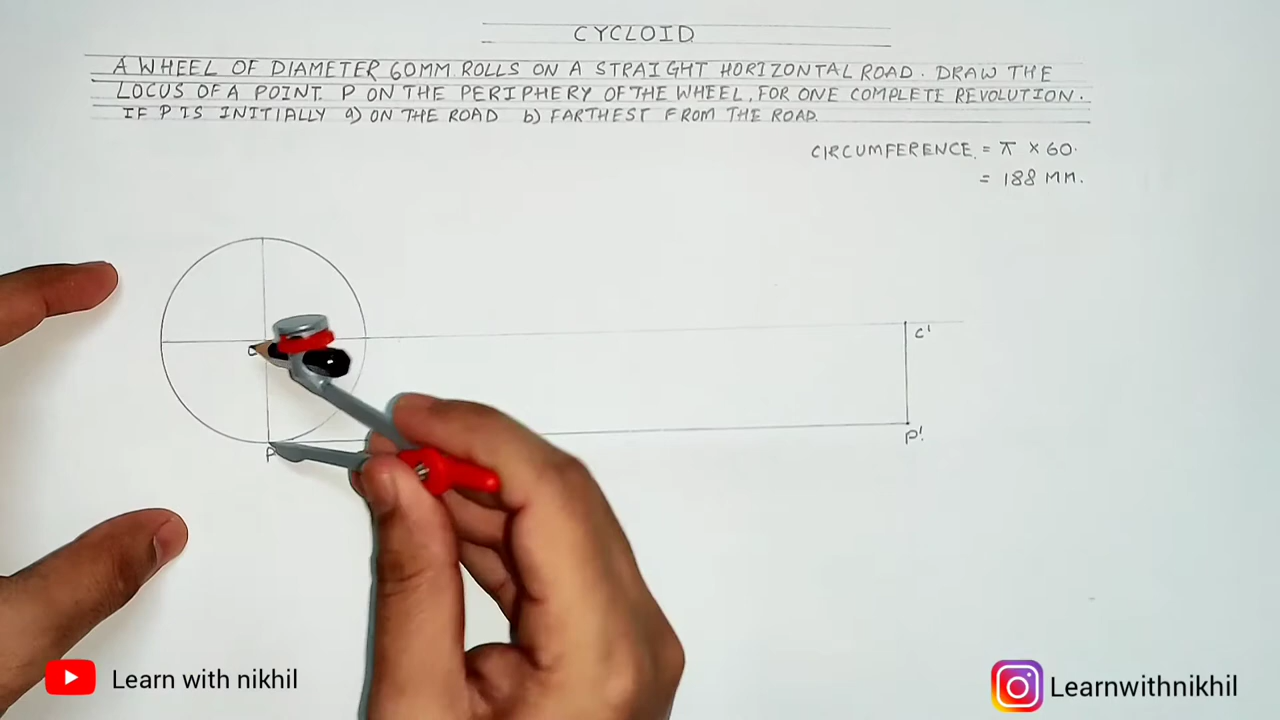 CYCLOID
A WHEEL OF DIAMETER 60MM ROLLS ON A STRAIGHT HORIZONTAL ROAD. DRAW THE
LOCUS OF A POINT P ON THE PERIPHERY OF THE WHEEL, FOR ONE COMPLETE REVOLUTION.
IF P IS INITIALLY a) ON THE ROAD b) FARTHEST FROM THE ROAD.
CIRCUMFERENCE = π × 60.
= 188 MM.
C'
P
P'
Learn with nikhil
Learnwithnikhil